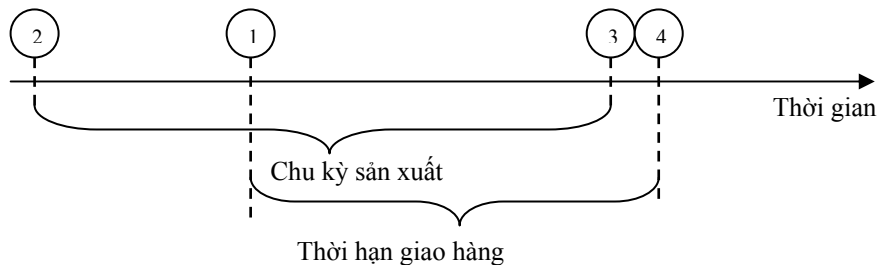 2 1 3 4
Thời gian
Chu kỳ sản xuất
Thời hạn giao hàng